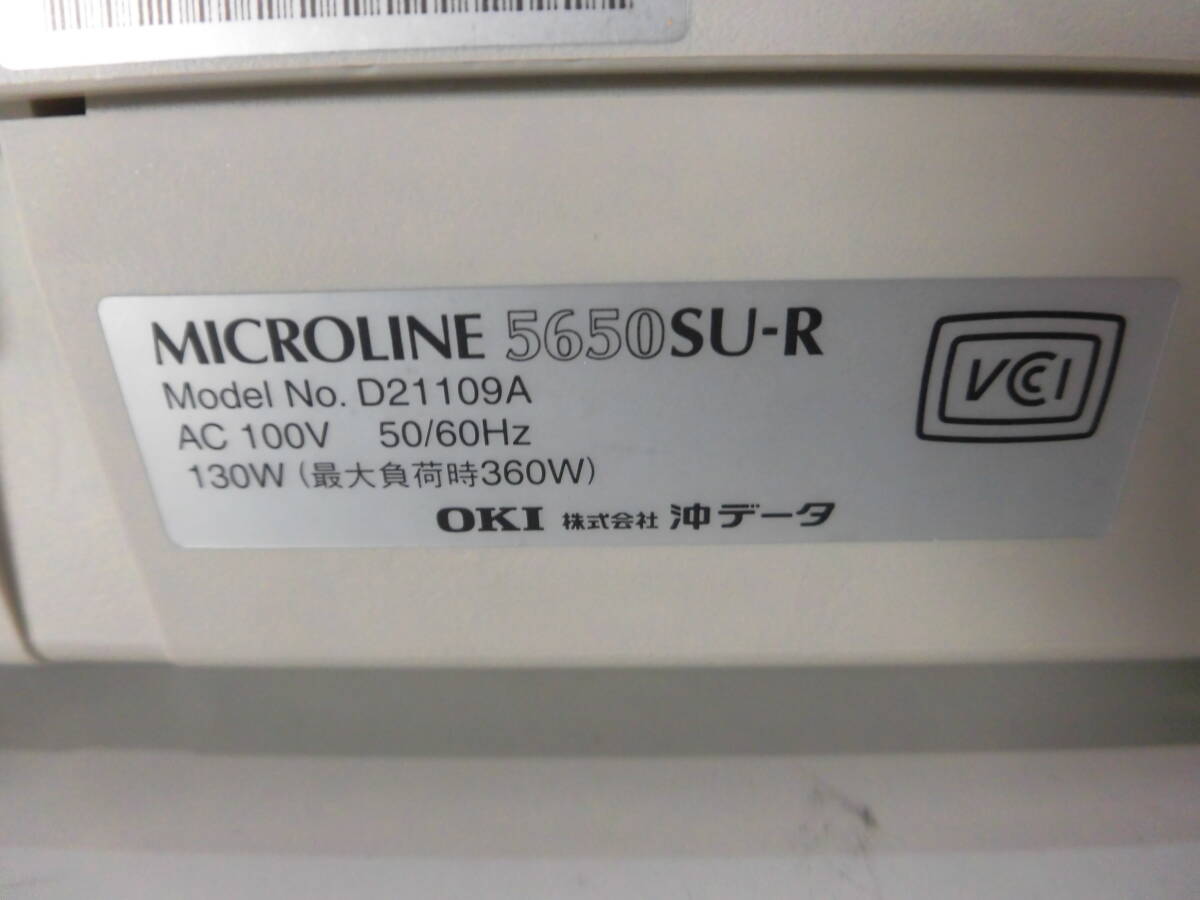 MICROLINE 5650SU-R
Model No. D21109A
AC 100V 50/60Hz
130W (最大負荷時360W)
OKI 株式会社 沖データ
VCCI